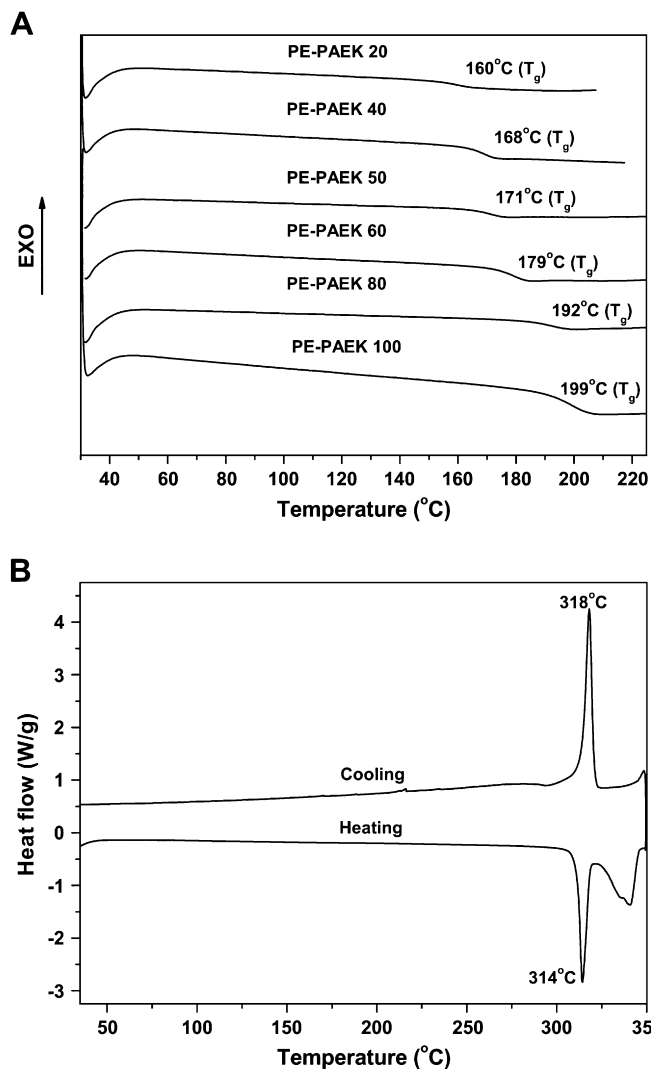 A
PE-PAEK 20
160°C (Tg)
PE-PAEK 40
168°C (Tg)
PE-PAEK 50
171°C (Tg)
PE-PAEK 60
179°C (Tg)
PE-PAEK 80
192°C (Tg)
PE-PAEK 100
199°C (Tg)
EXO
40 60 80 100 120 140 160 180 200 220
Temperature (°C)
B
318°C
4
3
2
1
0
-1
-2
-3
Cooling
Heating
314°C
Heat flow (W/g)
50 100 150 200 250 300 35
Temperature (°C)